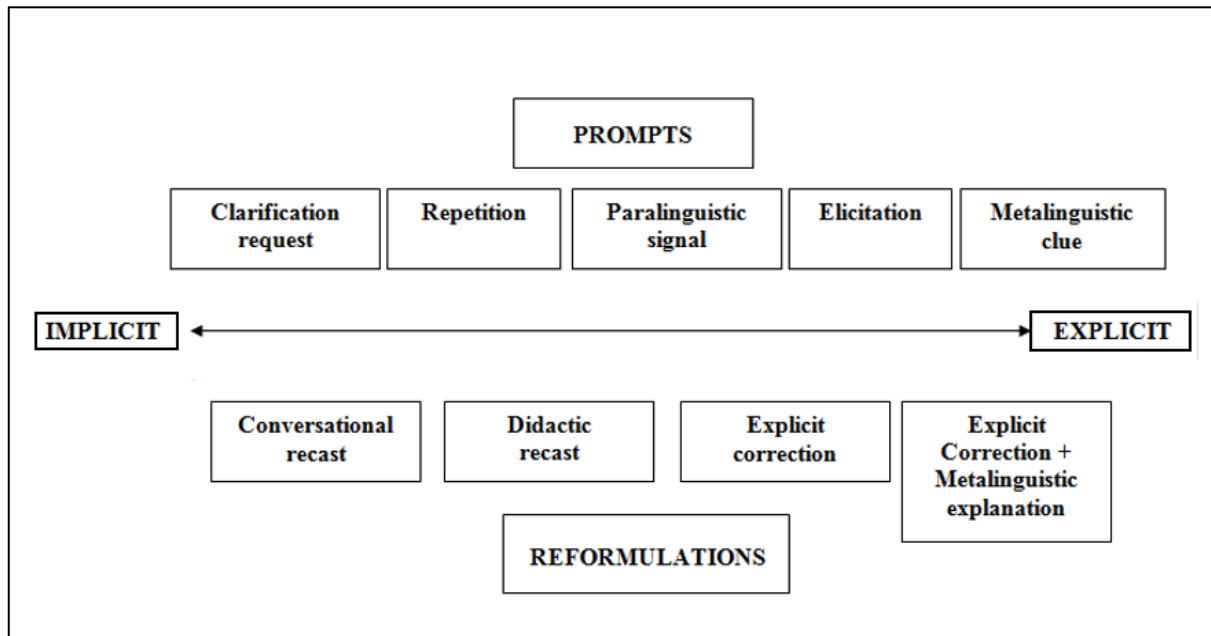 PROMPTS
Clarification
request
Repetition
Paralinguistic
signal
Elicitation
Metalinguistic
clue
IMPLICIT
EXPLICIT
Conversational
recast
Didactic
recast
Explicit
correction
Explicit
Correction +
Metalinguistic
explanation
REFORMULATIONS